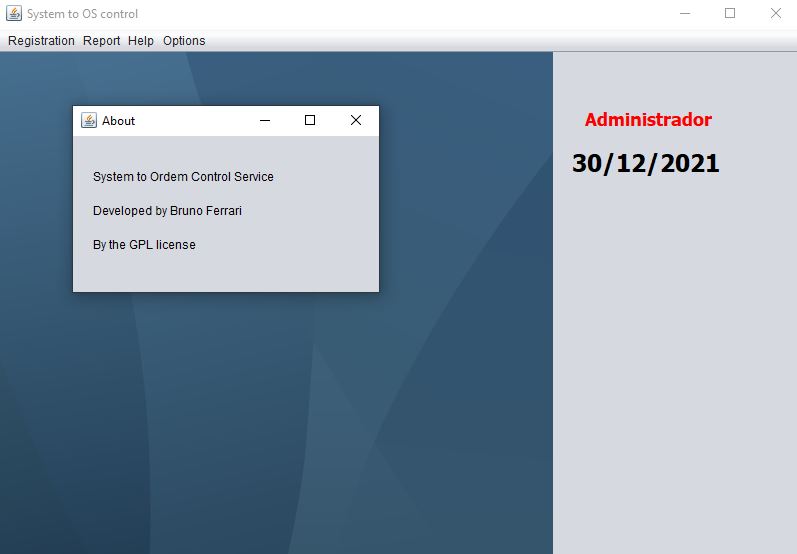 System to OS control
Registration Report Help Options
About
System to Ordem Control Service
Developed by Bruno Ferrari
By the GPL license
Administrador
30/12/2021